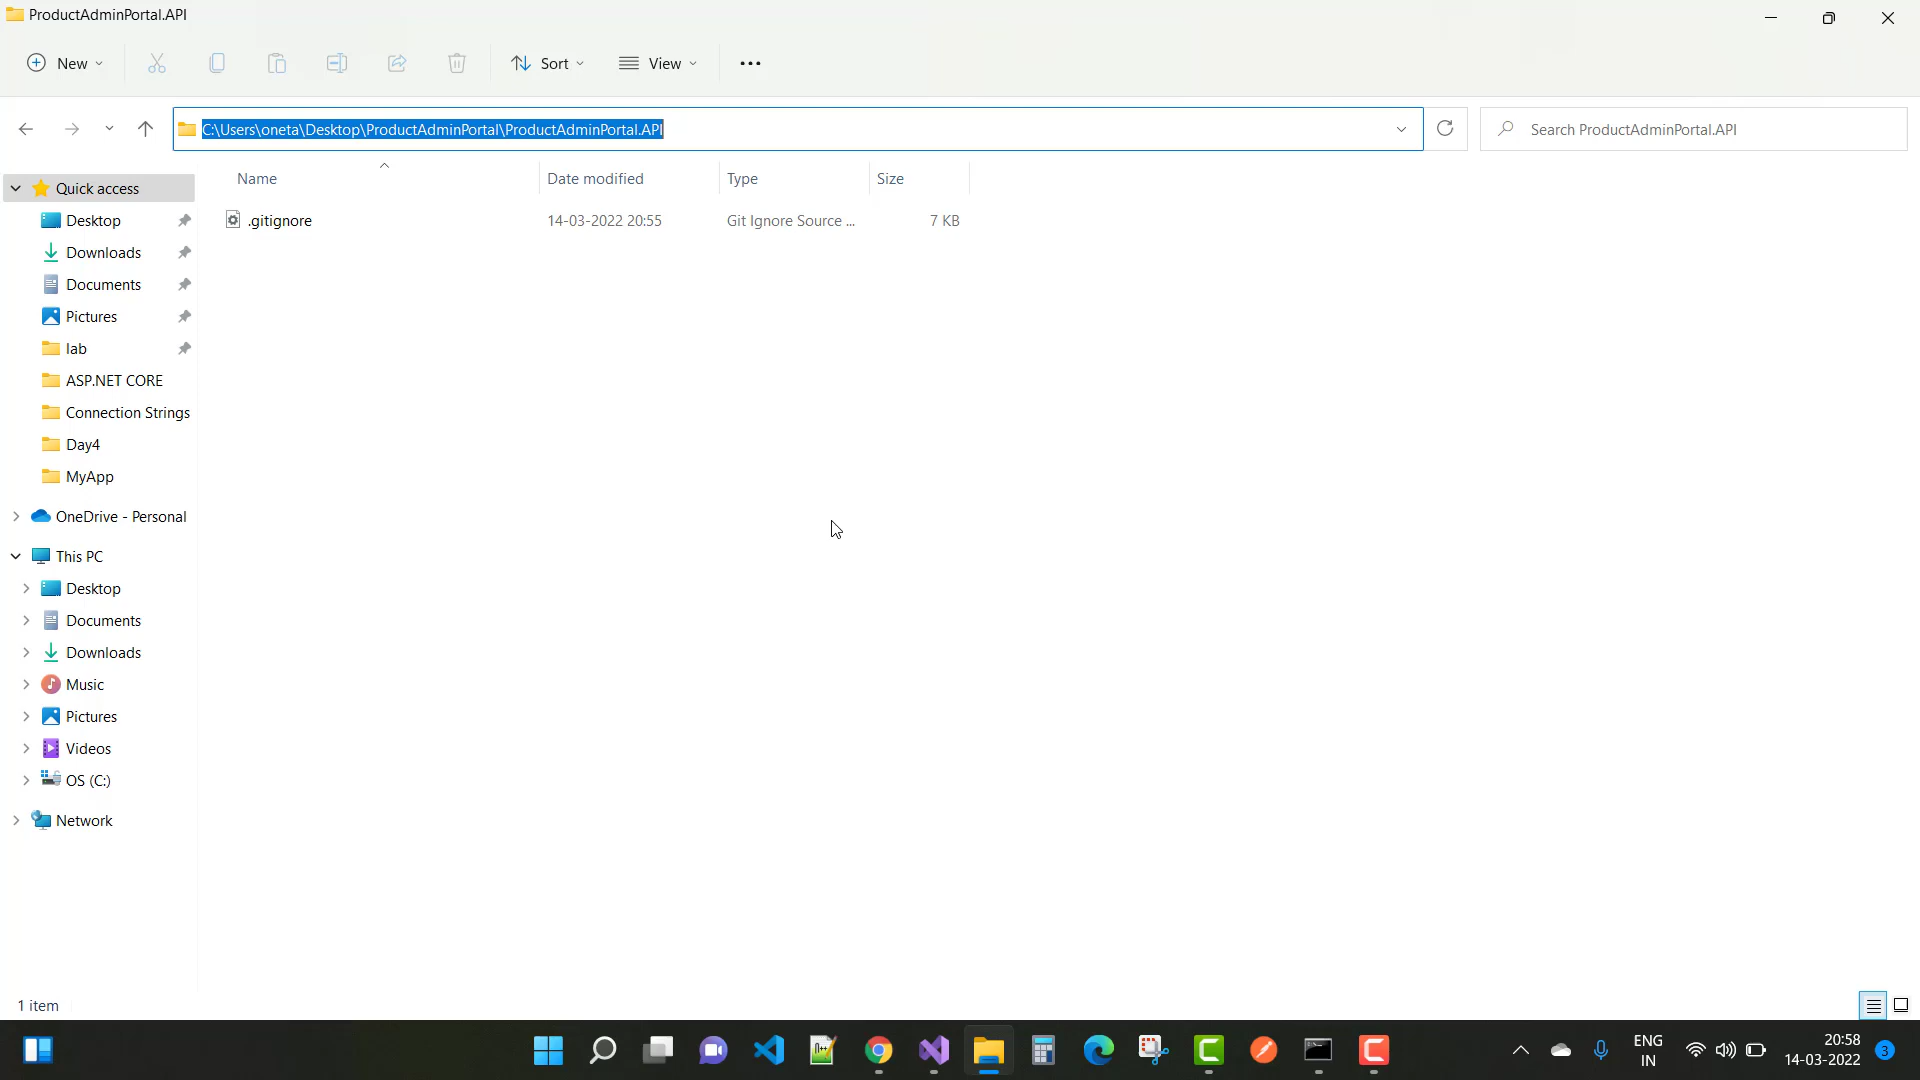 ProductAdminPortal.API
New
Sort
View
C:\Users\oneta\Desktop\ProductAdminPortal\ProductAdminPortal.API
Search ProductAdminPortal.API
Name
Date modified
Type
Size
.gitignore
14-03-2022 20:55
Git Ignore Source ...
7 KB
Quick access
Desktop
Downloads
Documents
Pictures
lab
ASP.NET CORE
Connection Strings
Day4
MyApp
OneDrive - Personal
This PC
Desktop
Documents
Downloads
Music
Pictures
Videos
OS (C:)
Network
1 item
ENG
IN
20:58
14-03-2022
3